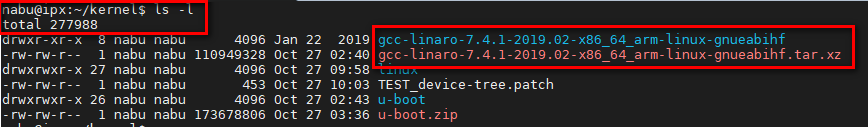 nabu@ipx:~/kernel$ ls -l
total 277988
drwxr-xr-x  8 nabu nabu      4096 Jan 22  2019 gcc-linaro-7.4.1-2019.02-x86_64_arm-linux-gnueabihf
-rw-rw-r--  1 nabu nabu 110949328 Oct 27 02:40 gcc-linaro-7.4.1-2019.02-x86_64_arm-linux-gnueabihf.tar.xz
drwxrwxr-x 27 nabu nabu      4096 Oct 27 09:58 linux
-rw-rw-r--  1 nabu nabu       453 Oct 27 10:03 TEST_device-tree.patch
drwxrwxr-x 26 nabu nabu      4096 Oct 27 02:43 u-boot
-rw-rw-r--  1 nabu nabu 173678806 Oct 27 03:36 u-boot.zip